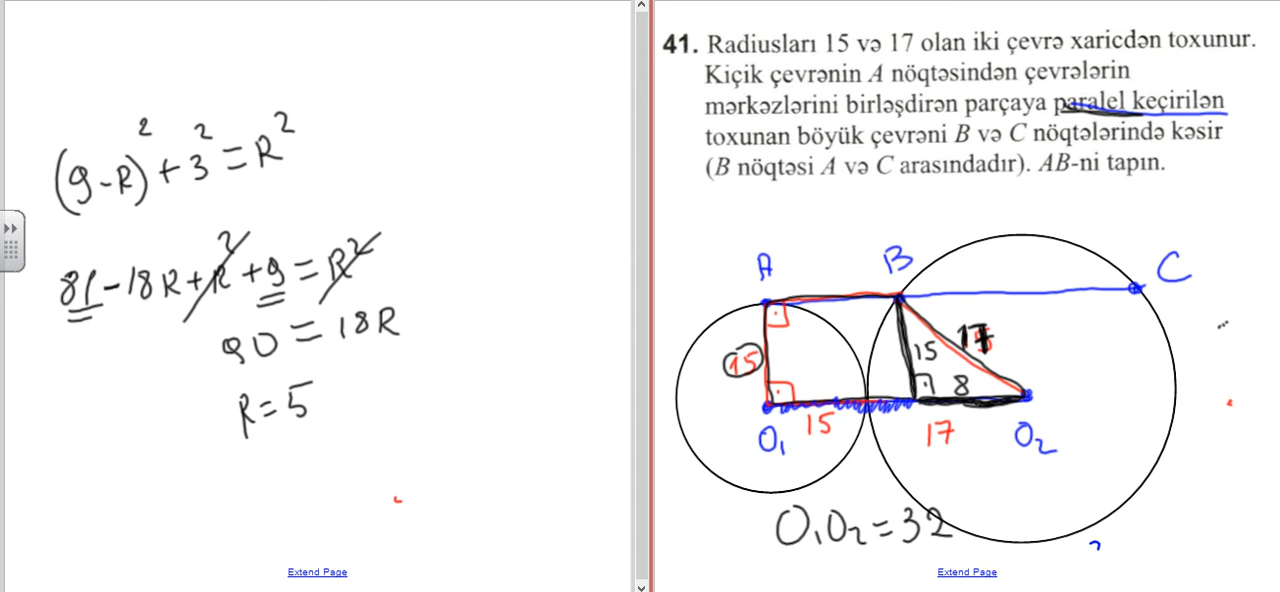 (9-R)²+3²=R²
81-18R+R²+9=R²
90=18R
R=5
Extend Page
41. Radiusları 15 və 17 olan iki çevrə xaricdən toxunur.
Kiçik çevrənin A nöqtəsindən çevrələrin
mərkəzlərini birləşdirən parçaya paralel keçirilən
toxunan böyük çevrəni B və C nöqtələrində kəsir
(B nöqtəsi A və C arasındadır). AB-ni tapın.
A B C
15 15 17
8
O₁ 15 17 O₂
O₁O₂=32
Extend Page